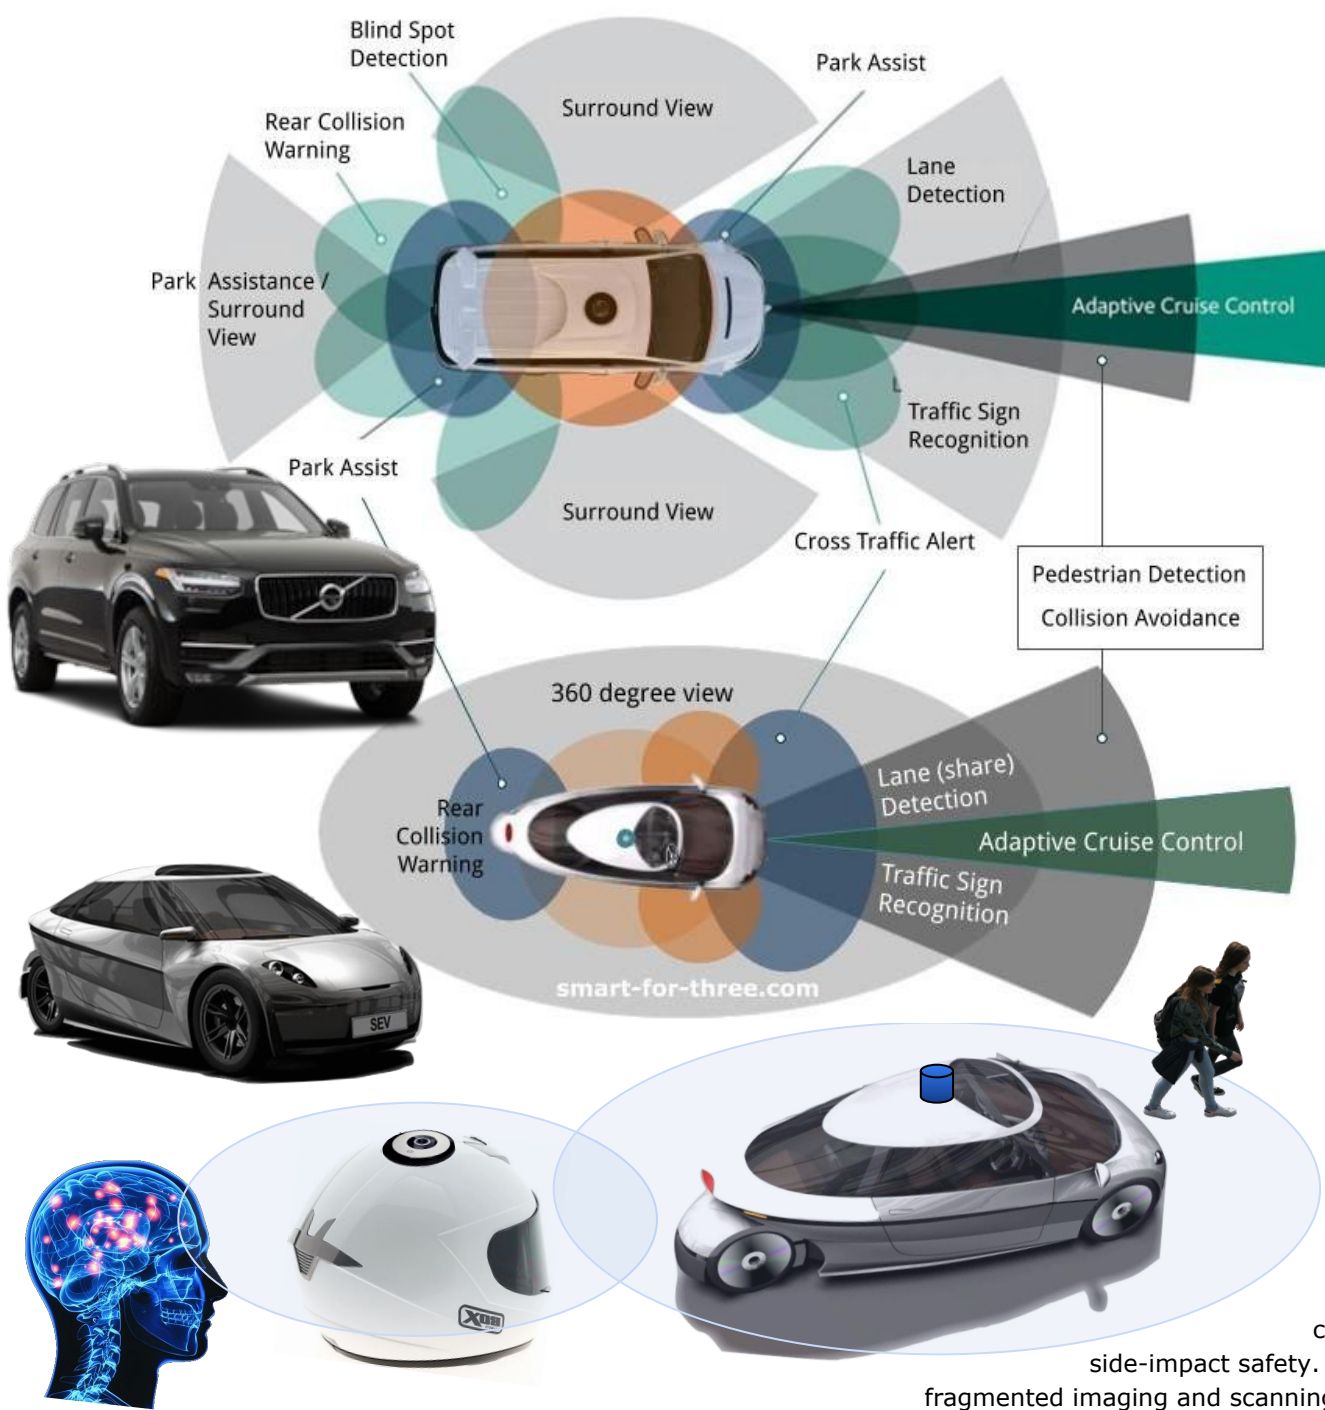 Blind Spot
Detection
Park Assist
Surround View
Rear Collision
Warning
Lane
Detection
Park Assistance /
Surround
View
Adaptive Cruise Control
L
Traffic Sign
Recognition
Park Assist
Surround View
Cross Traffic Alert
Pedestrian Detection
Collision Avoidance
360 degree view
Lane (share)
Detection
Rear
Collision
Warning
Adaptive Cruise Control
Traffic Sign
Recognition
smart-for-three.com
SEV
c
side-impact safety.
fragmented imaging and scanning